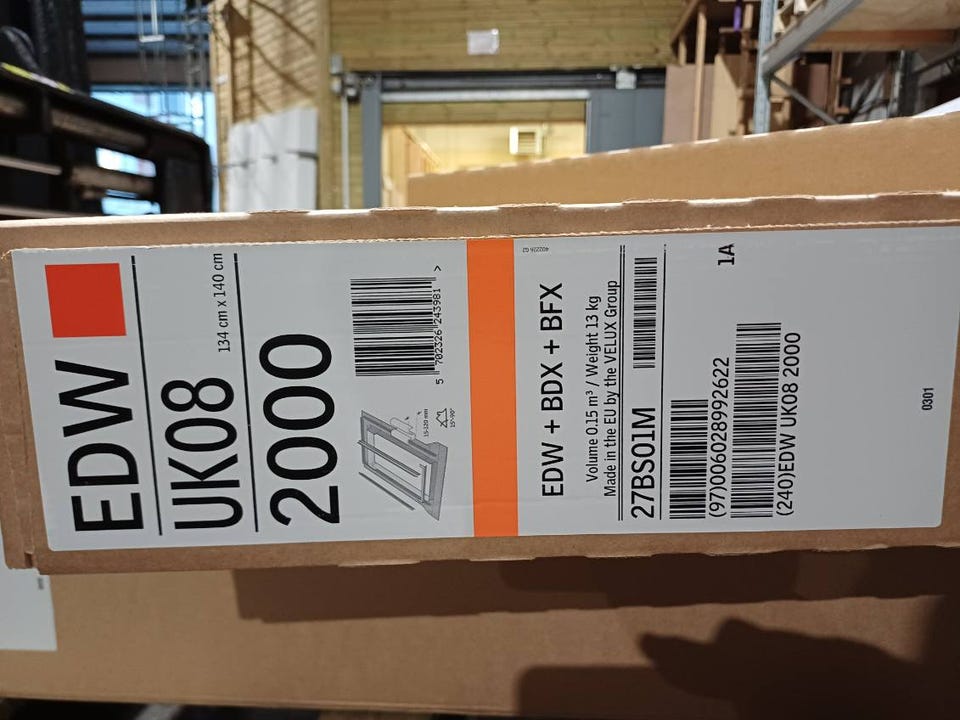 EDW
UK08
134 cm x 140 cm
2000
5 702326 243981 >
15-120 mm
15°-90°
402226 02
EDW + BDX + BFX
Volume 0.15 m³ / Weight 13 kg
Made in the EU by the VELUX Group
27BS01M
1A
(97)006028992622
(240)EDW UK08 2000
0301